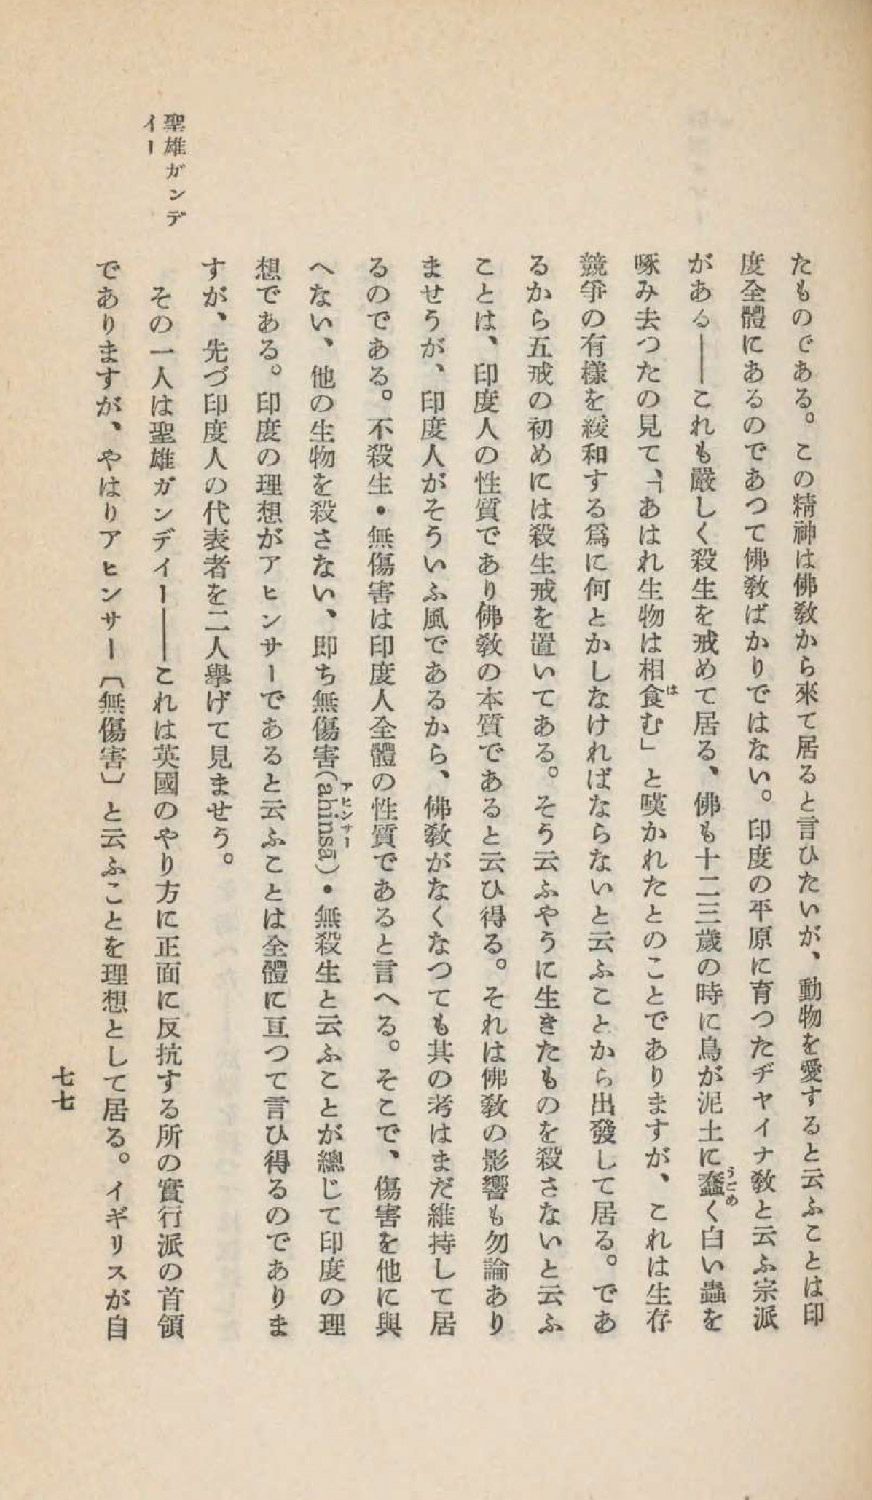 たものである。この精神は佛敎から來て居ると言ひたいが、動物を愛すると云ふことは印
度全體にあるのであつて佛敎ばかりではない。印度の平原に育つたヂヤイナ敎と云ふ宗派
がある――これも嚴しく殺生を戒めて居る、佛も十二三歲の時に鳥が泥土に蠢く白い蟲を
啄み去つたの見て、「あはれ生物は相食む」と嘆かれたとのことでありますが、これは生存
競爭の有樣を緩和する爲に何とかしなければならないと云ふことから出發して居る。であ
るから五戒の初めには殺生戒を置いてある。そう云ふやうに生きたものを殺さないと云ふ
ことは、印度人の性質であり佛敎の本質であると云ひ得る。それは佛敎の影響も勿論あり
ませうが、印度人がそういふ風であるから、佛敎がなくなつても其の考はまだ維持して居
るのである。不殺生・無傷害は印度人全體の性質であると言へる。そこで、傷害を他に與
へない、他の生物を殺さない、卽ち無傷害(ahinsā)・無殺生と云ふことが總じて印度の理
想である。印度の理想がアヒンサーであると云ふことは全體に亙つて言ひ得るのでありま
すが、先づ印度人の代表者を二人擧げて見ませう。
聖雄ガンデ
イー
その一人は聖雄ガンデイー――これは英國のやり方に正面に反抗する所の實行派の首領
でありますが、やはりアヒンサー〔無傷害〕と云ふことを理想として居る。イギリスが自
七七
うごめ
は
アヒンサー